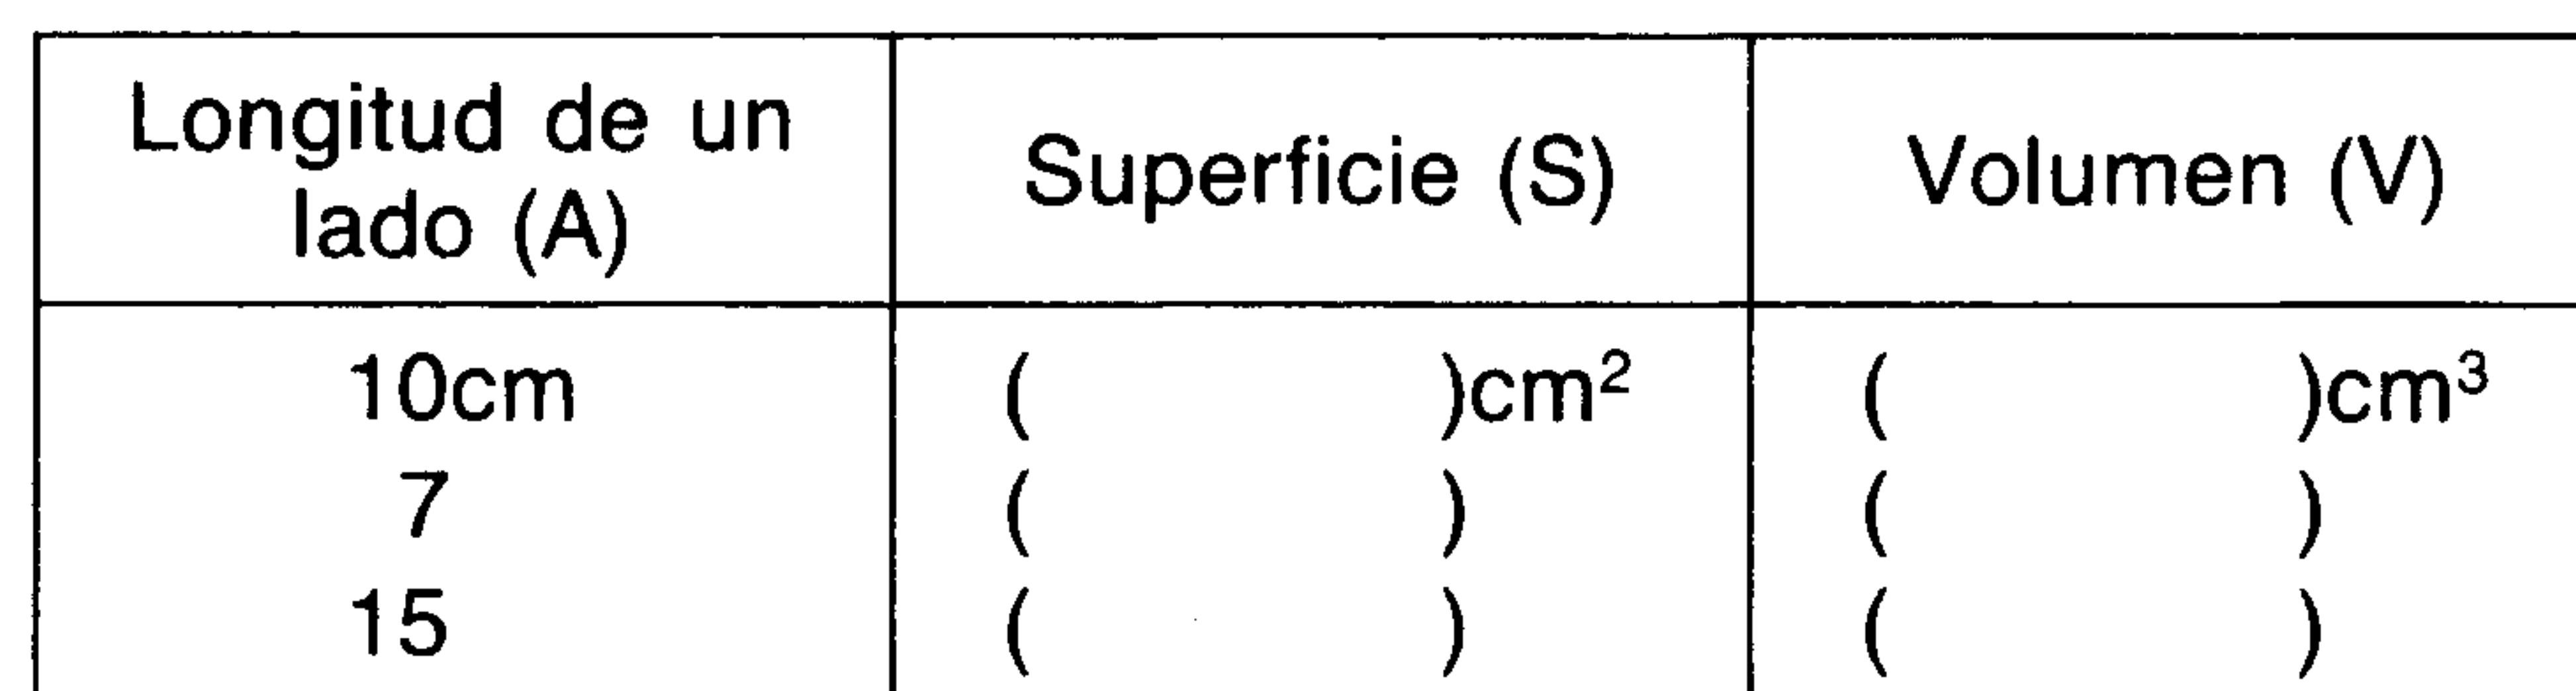 Longitud de un
lado (A)
Superficie (S)
Volumen (V)
10cm ( )cm² ( )cm³
7 ( ) ( )
15 ( ) ( )